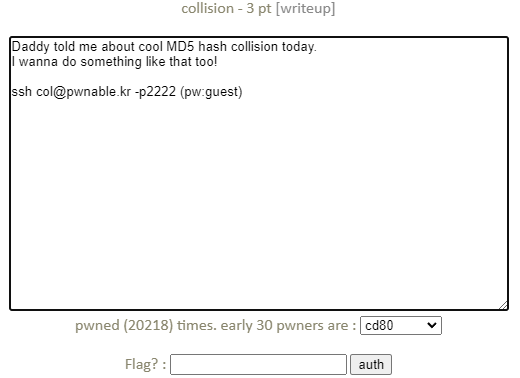 collision - 3 pt [writeup]
Daddy told me about cool MD5 hash collision today.
I wanna do something like that too!
ssh col@pwnable.kr -p2222 (pw:guest)
pwned (20218) times. early 30 pwners are : cd80
Flag? : auth